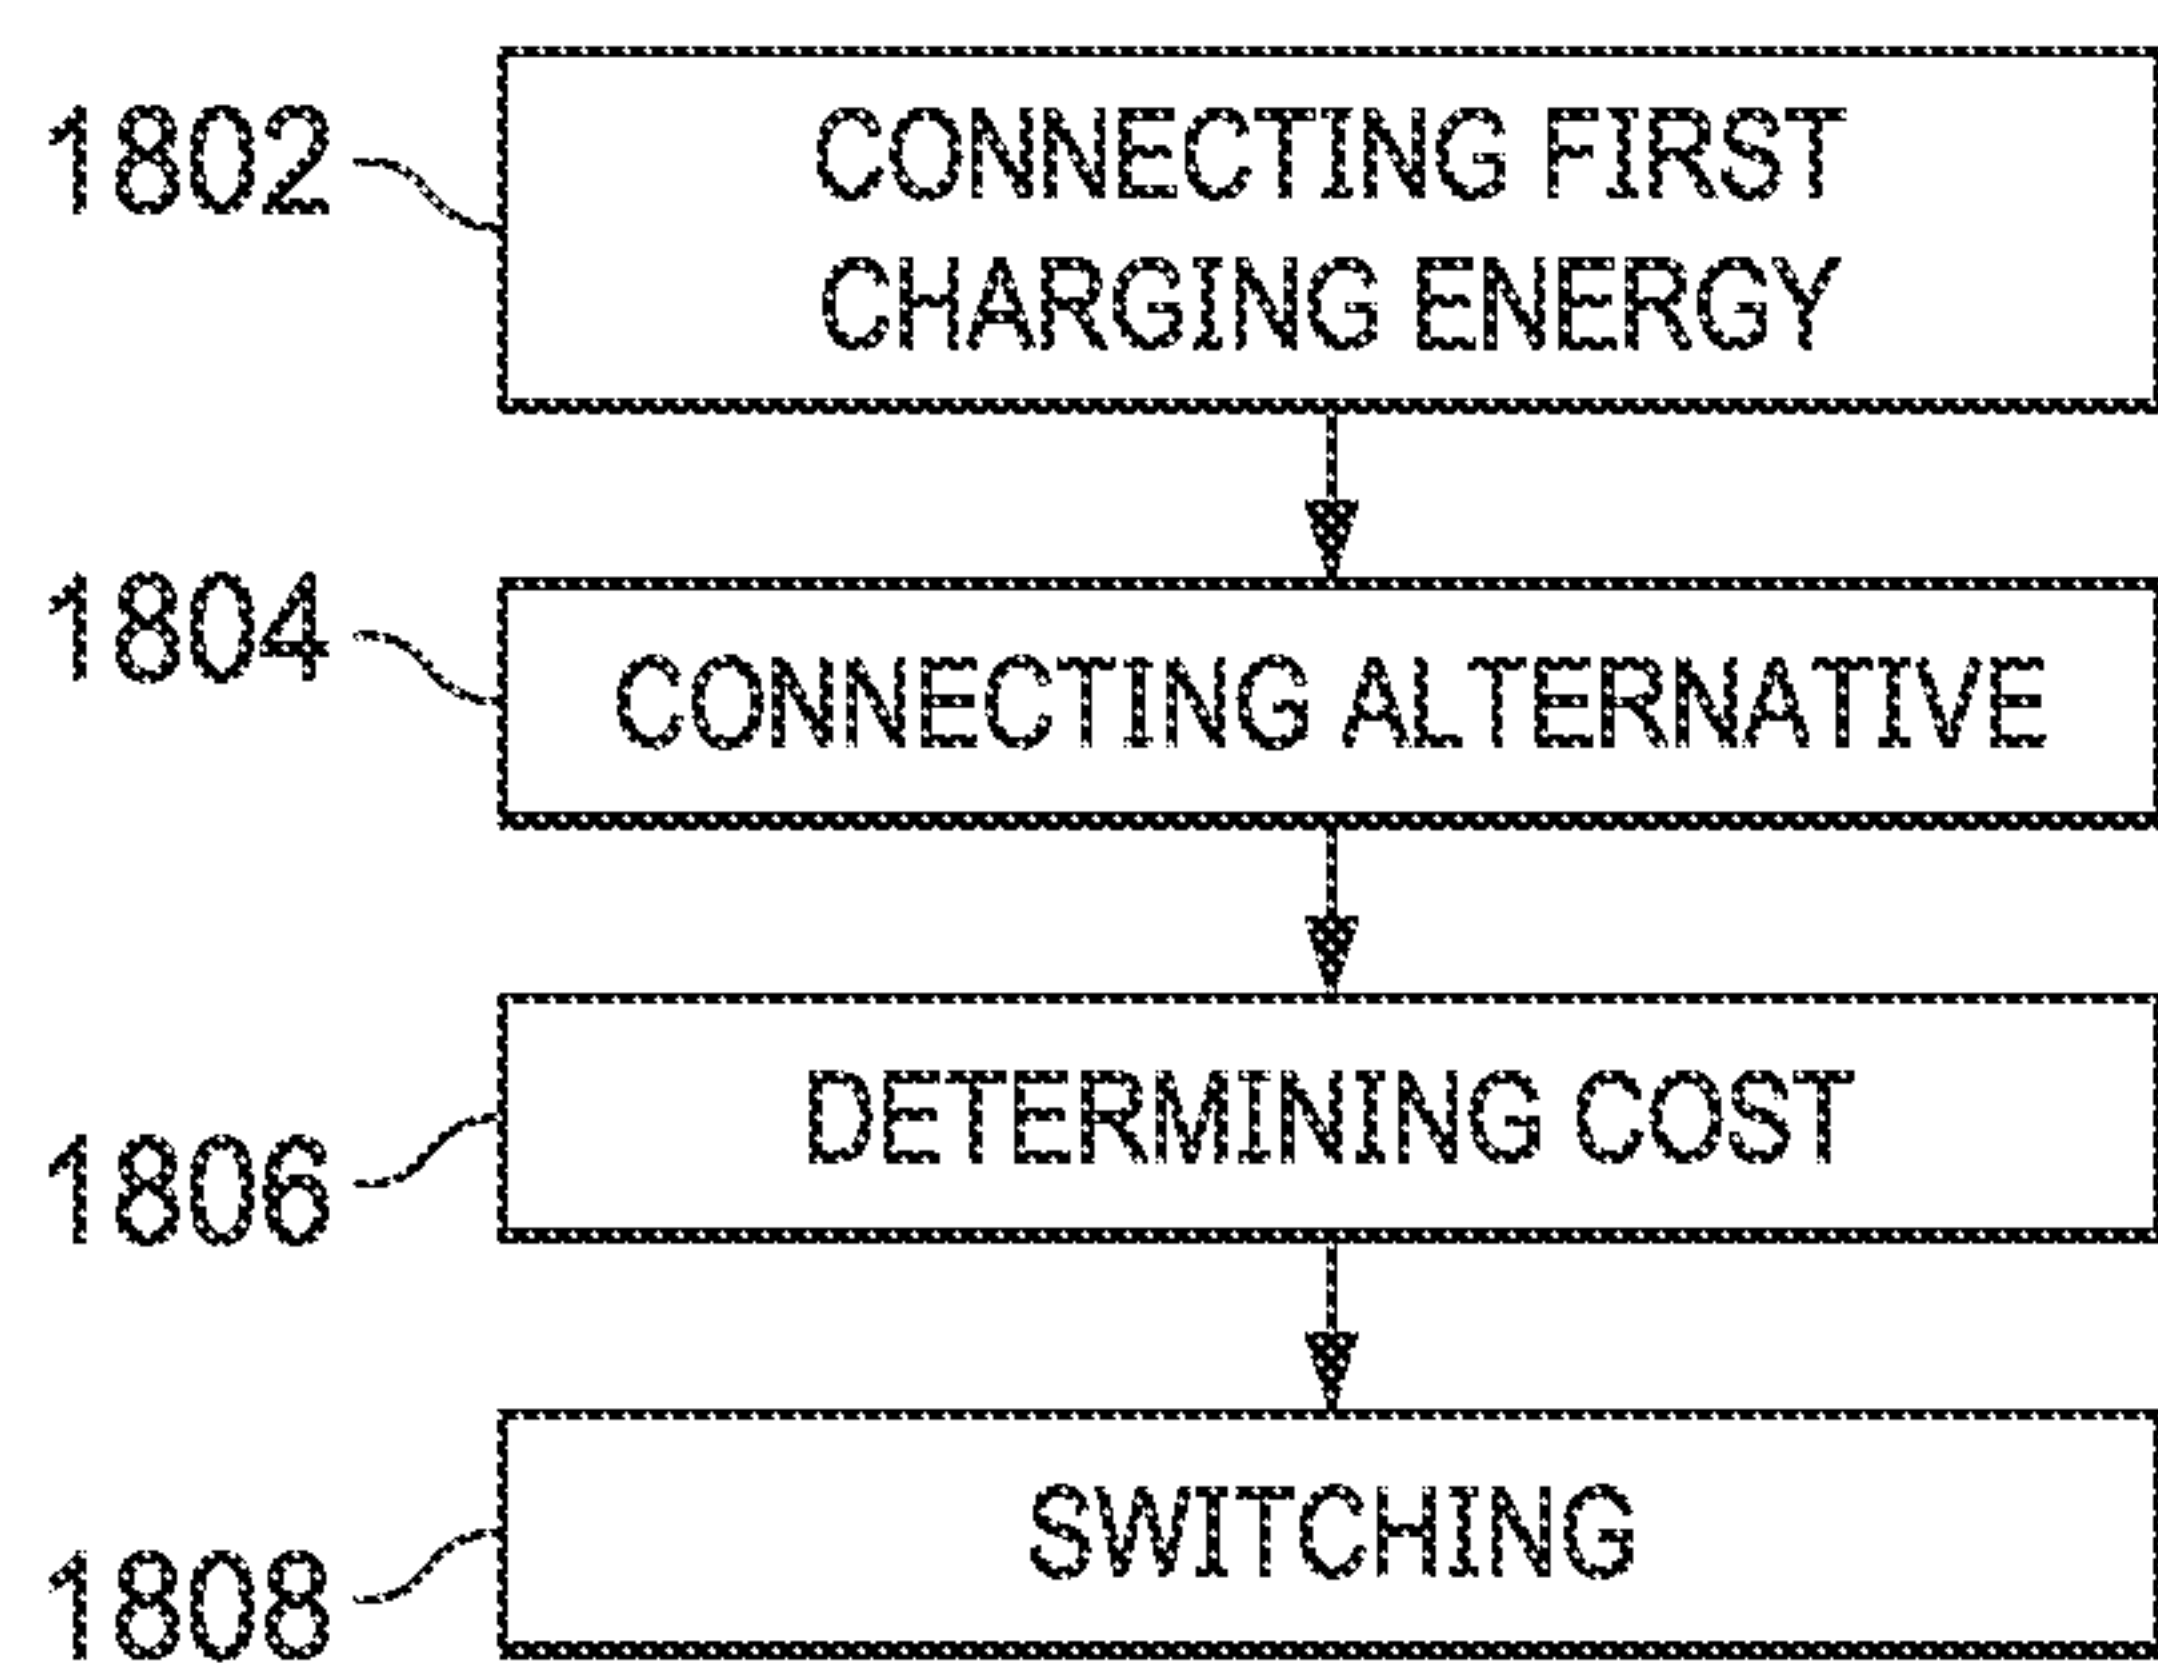 1802
CONNECTING FIRST
CHARGING ENERGY
1804
CONNECTING ALTERNATIVE
1806
DETERMINING COST
1808
SWITCHING